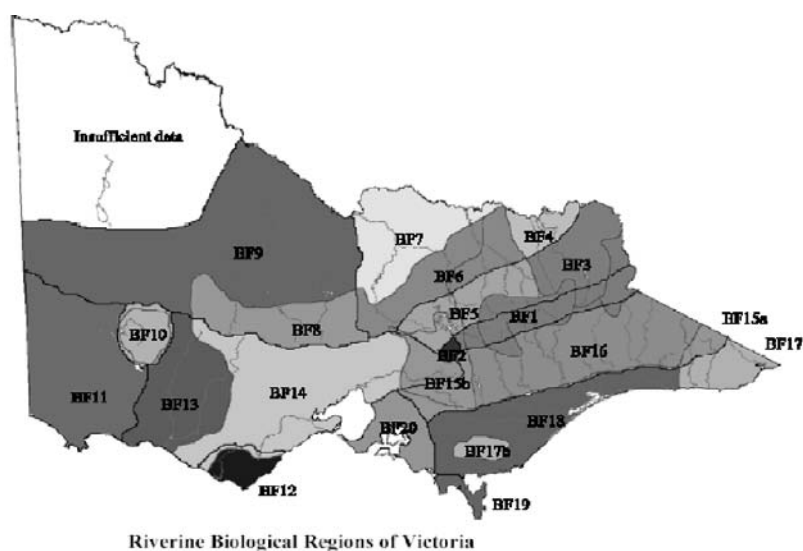 Insufficient data
BF7
BF4
BF9
BF3
BF6
BF5
BF1
BF15a
BF8
BF17
BF10
BF2
BF16
BF15b
BF11
BF13
BF14
BF20
BF18
BF17b
BF12
BF19
Riverine Biological Regions of Victoria